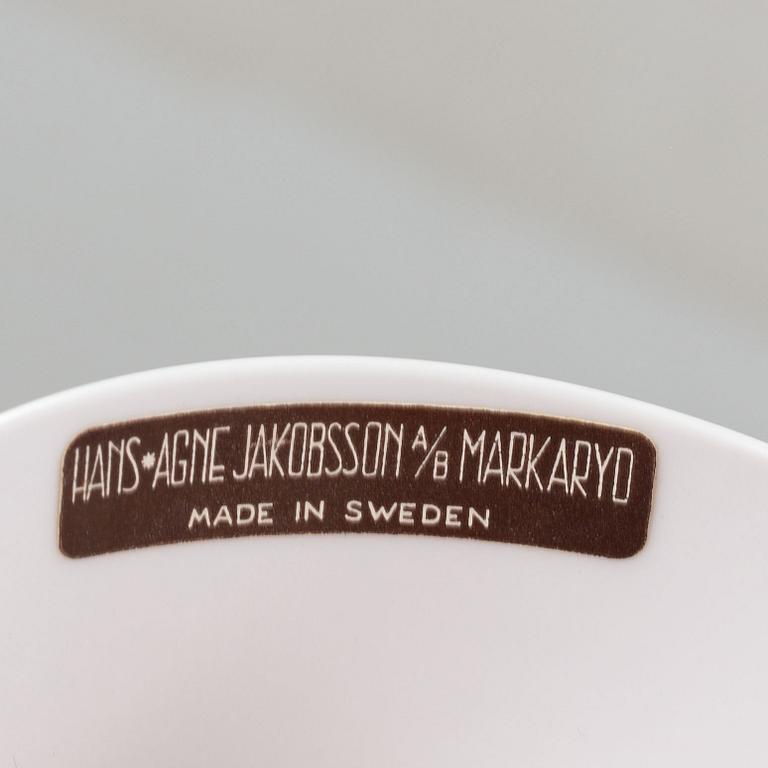 HANS*AGNE JAKOBSSON A/B MARKARYD
MADE IN SWEDEN